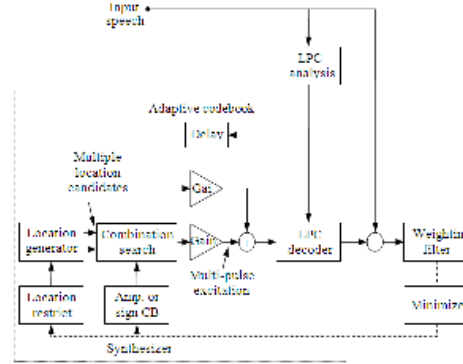 Input
speech
LPC
analysis
Adaptive codebook
Delay
Multiple
location
candidates
Gai
Location
generator
Combination
search
Gain
+
LPC
decoder
Weighting
filter
Multi-pulse
excitation
Location
restrict
Amp. or
sign CB
Minimize
Synthesizer